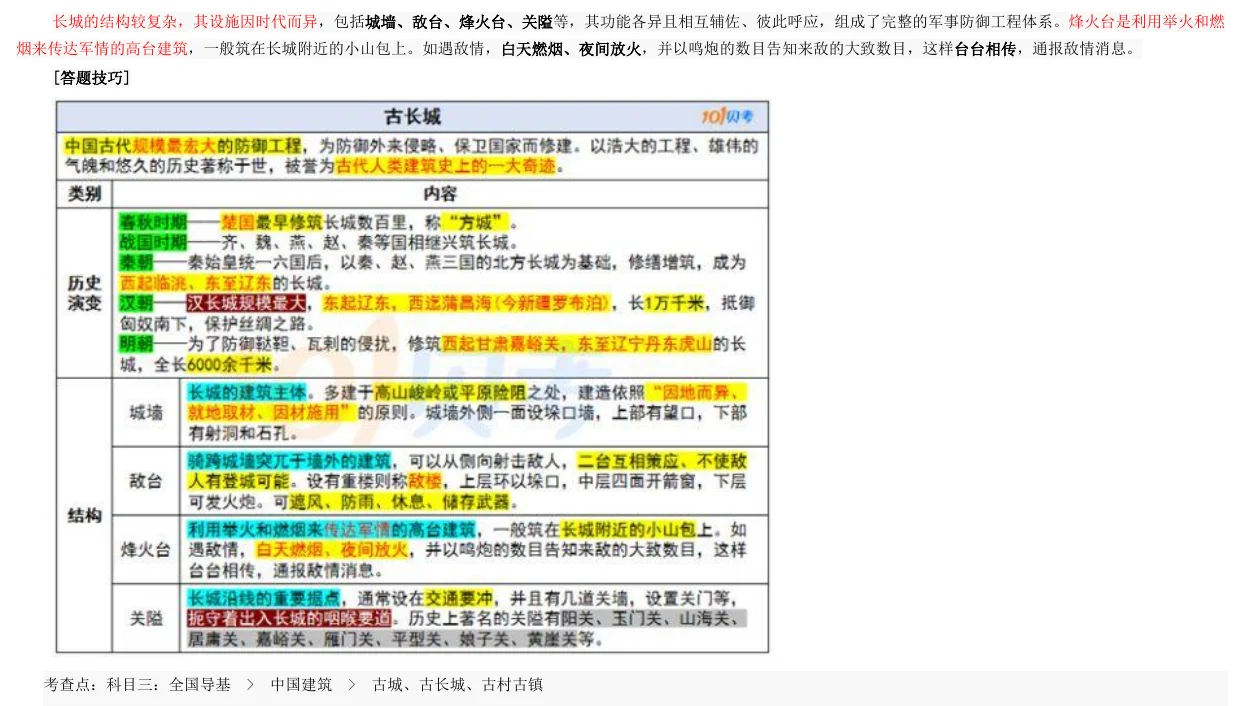 长城的结构较复杂，其设施因时代而异，包括城墙、敌台、烽火台、关隘等，其功能各异且相互辅佐、彼此呼应，组成了完整的军事防御工程体系。烽火台是利用举火和燃
烟来传达军情的高台建筑，一般筑在长城附近的小山包上。如遇敌情，白天燃烟、夜间放火，并以鸣炮的数目告知来敌的大致数目，这样台台相传，通报敌情消息。
[答题技巧]
古长城
101贝考
中国古代规模最宏大的防御工程，为防御外来侵略、保卫国家而修建。以浩大的工程、雄伟的
气魄和悠久的历史著称于世，被誉为古代人类建筑史上的一大奇迹。
类别 内容
历史
演变
春秋时期——楚国最早修筑长城数百里，称“方城”。
战国时期——齐、魏、燕、赵、秦等国相继兴筑长城。
秦朝——秦始皇统一六国后，以秦、赵、燕三国的北方长城为基础，修缮增筑，成为
西起临洮、东至辽东的长城。
汉朝——汉长城规模最大，东起辽东，西迄蒲昌海(今新疆罗布泊)，长1万千米，抵御
匈奴南下，保护丝绸之路。
明朝——为了防御鞑靼、瓦剌的侵扰，修筑西起甘肃嘉峪关，东至辽宁丹东虎山的长
城，全长6000余千米。
结构
城墙
长城的建筑主体。多建于高山峻岭或平原险阻之处，建造依照“因地而异、
就地取材、因材施用”的原则。城墙外侧一面设垛口墙，上部有望口，下部
有射洞和石孔。
敌台
骑跨城墙突兀于墙外的建筑，可以从侧向射击敌人，二台互相策应、不使敌
人有登城可能。设有重楼则称敌楼，上层环以垛口，中层四面开箭窗，下层
可发火炮。可遮风、防雨、休息、储存武器。
烽火台
利用举火和燃烟来传达军情的高台建筑，一般筑在长城附近的小山包上。如
遇敌情，白天燃烟、夜间放火，并以鸣炮的数目告知来敌的大致数目，这样
台台相传，通报敌情消息。
关隘
长城沿线的重要据点，通常设在交通要冲，并且有几道关墙，设置关门等，
扼守着出入长城的咽喉要道。历史上著名的关隘有阳关、玉门关、山海关、
居庸关、嘉峪关、雁门关、平型关、娘子关、黄崖关等。
101贝考
考查点：科目三：全国导基 > 中国建筑 > 古城、古长城、古村古镇